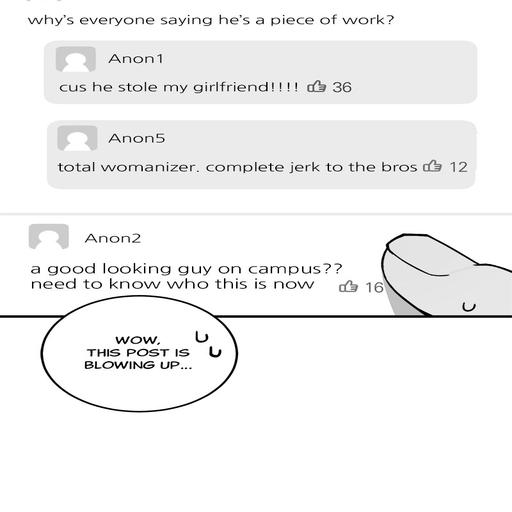 why's everyone saying he's a piece of work?
Anon1
cus he stole my girlfriend!!!! 36
Anon5
total womanizer. complete jerk to the bros 12
Anon2
a good looking guy on campus??
need to know who this is now 16
WOW,
THIS POST IS
BLOWING UP...